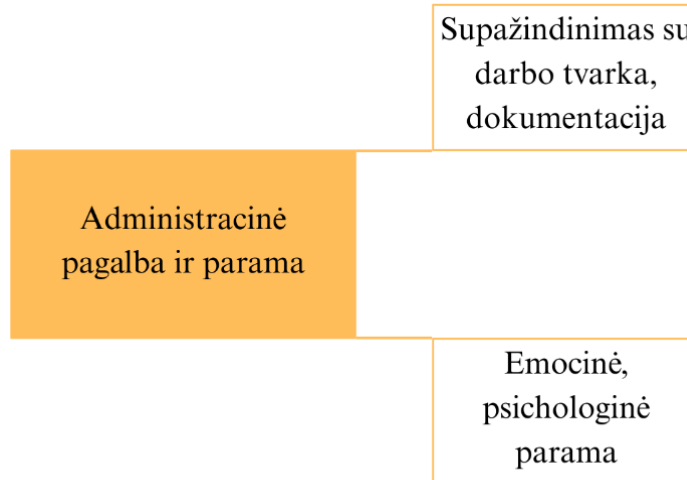 Supažindinimas su
darbo tvarka,
dokumentacija
Administracinė
pagalba ir parama
Emocinė,
psichologinė
parama